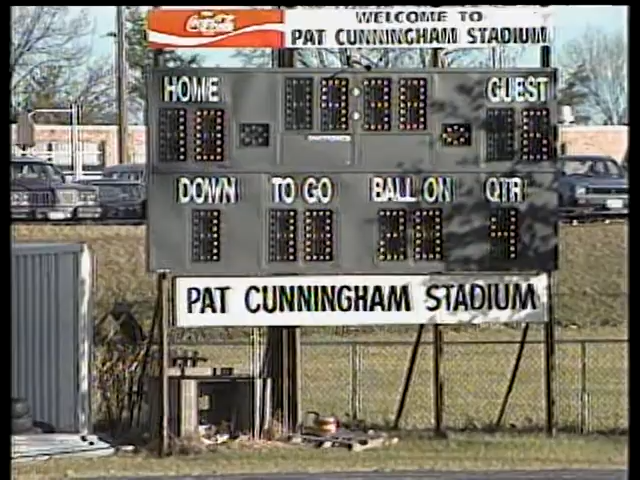 Coca-Cola
WELCOME TO
PAT CUNNINGHAM STADIUM
HOME
GUEST
DOWN TO GO BALL ON QTR
PAT CUNNINGHAM STADIUM